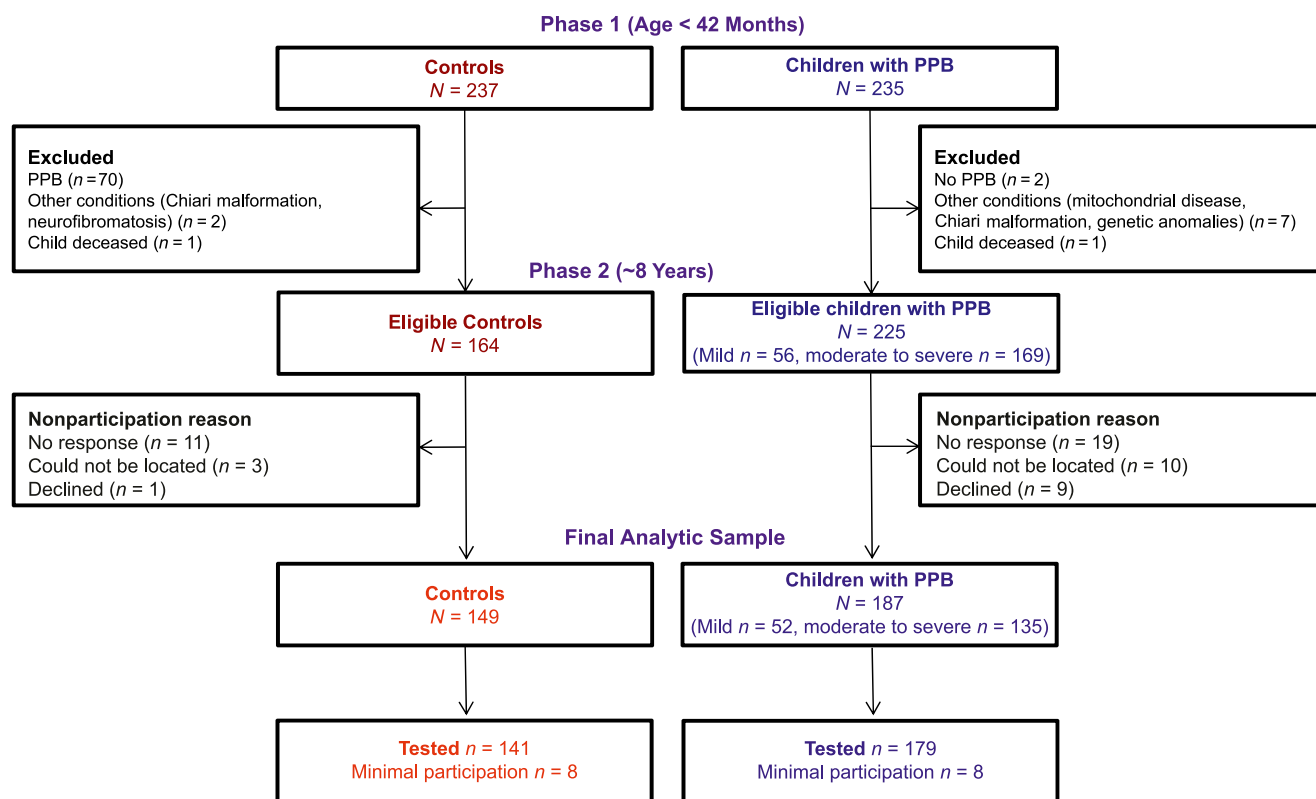 Phase 1 (Age < 42 Months)
Controls
N = 237
Children with PPB
N = 235
Excluded
PPB (n = 70)
Other conditions (Chiari malformation,
neurofibromatosis) (n = 2)
Child deceased (n = 1)
Excluded
No PPB (n = 2)
Other conditions (mitochondrial disease,
Chiari malformation, genetic anomalies) (n = 7)
Child deceased (n = 1)
Phase 2 (~8 Years)
Eligible Controls
N = 164
Eligible children with PPB
N = 225
(Mild n = 56, moderate to severe n = 169)
Nonparticipation reason
No response (n = 11)
Could not be located (n = 3)
Declined (n = 1)
Nonparticipation reason
No response (n = 19)
Could not be located (n = 10)
Declined (n = 9)
Final Analytic Sample
Controls
N = 149
Children with PPB
N = 187
(Mild n = 52, moderate to severe n = 135)
Tested n = 141
Minimal participation n = 8
Tested n = 179
Minimal participation n = 8